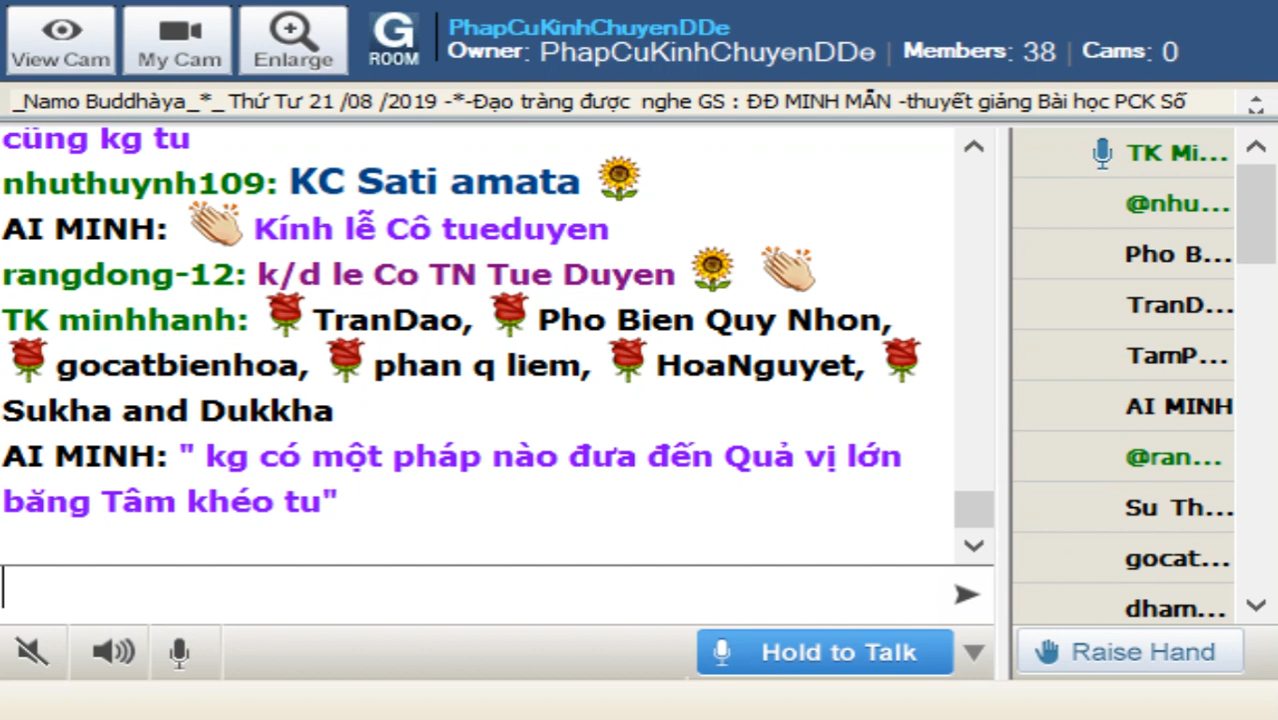 View Cam
My Cam
Enlarge
G
ROOM
PhapCuKinhChuyenDDe
Owner: PhapCuKinhChuyenDDe | Members: 38 | Cams: 0
_Namo Buddhàya_*_ Thứ Tư 21 /08 /2019 -*-Đạo tràng được nghe GS : ĐĐ MINH MẪN -thuyết giảng Bài học PCK Số
cũng kg tu
nhuthuynh109: KC Sati amata
AI MINH: Kính lễ Cô tueduyen
rangdong-12: k/d le Co TN Tue Duyen
TK minhhanh: TranDao, Pho Bien Quy Nhon,
gocatbienhoa, phan q liem, HoaNguyet,
Sukha and Dukkha
AI MINH: " kg có một pháp nào đưa đến Quả vị lớn
băng Tâm khéo tu"
TK Mi...
@nhu...
Pho B...
TranD...
TamP...
AI MINH
@ran...
Su Th...
gocat...
dham...
Hold to Talk
Raise Hand